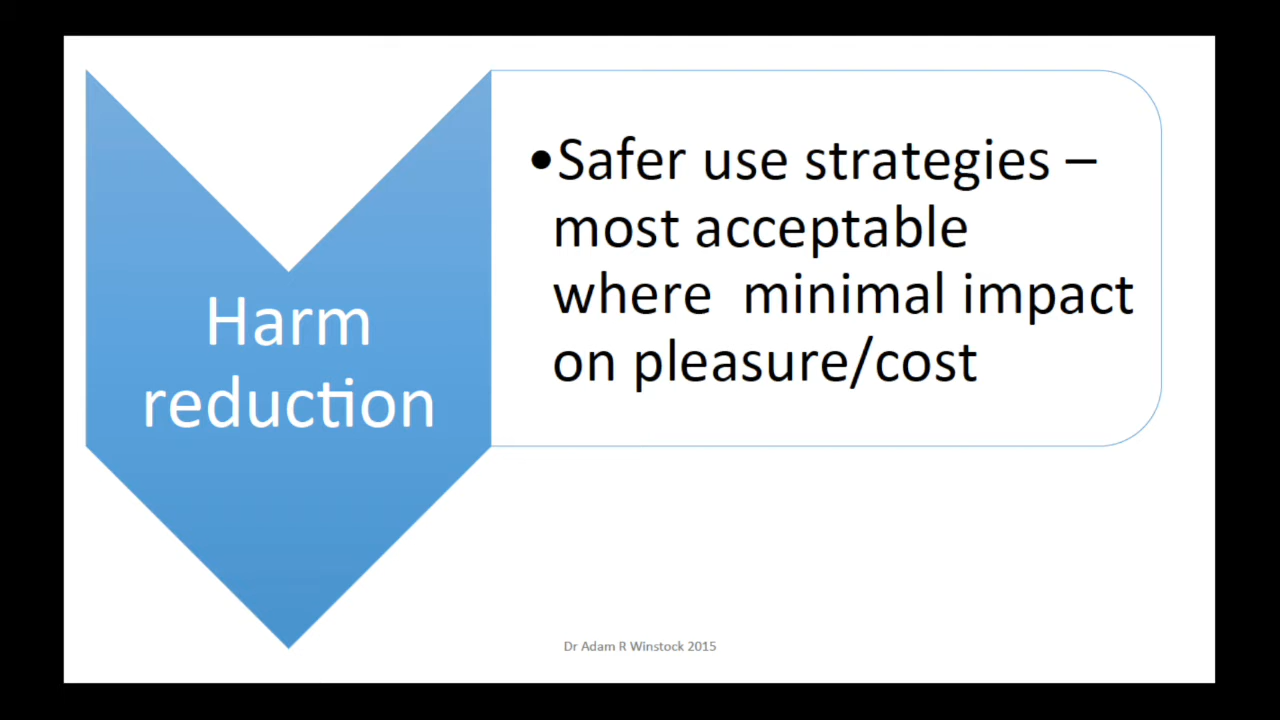 Harm
reduction
•Safer use strategies –
most acceptable
where  minimal impact
on pleasure/cost
Dr Adam R Winstock 2015